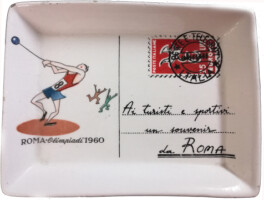 Ai turisti e sportivi
un souvenir
da ROMA
ROMA-Olimpiadi 1960